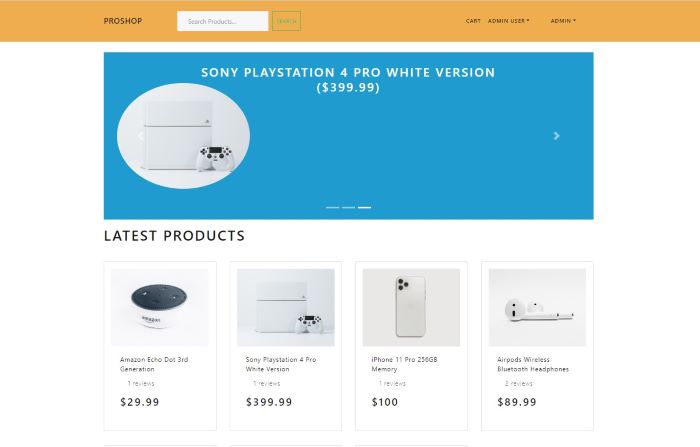 PROSHOP
Search Products...
SEARCH
CART
ADMIN USER
ADMIN
SONY PLAYSTATION 4 PRO WHITE VERSION
($399.99)
LATEST PRODUCTS
amazon
Amazon Echo Dot 3rd
Generation
1 reviews
$29.99
Sony Playstation 4 Pro
White Version
1 reviews
$399.99
iPhone 11 Pro 256GB
Memory
1 reviews
$100
Airpods Wireless
Bluetooth Headphones
2 reviews
$89.99